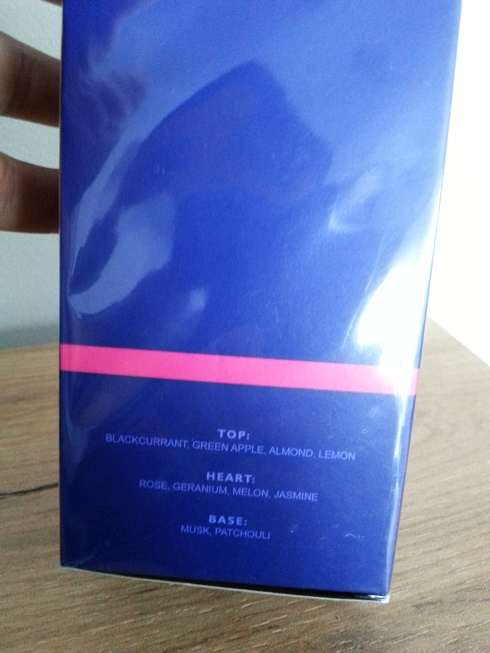 TOP:
BLACKCURRANT, GREEN APPLE, ALMOND, LEMON
HEART:
ROSE, GERANIUM, MELON, JASMINE
BASE:
MUSK, PATCHOULI